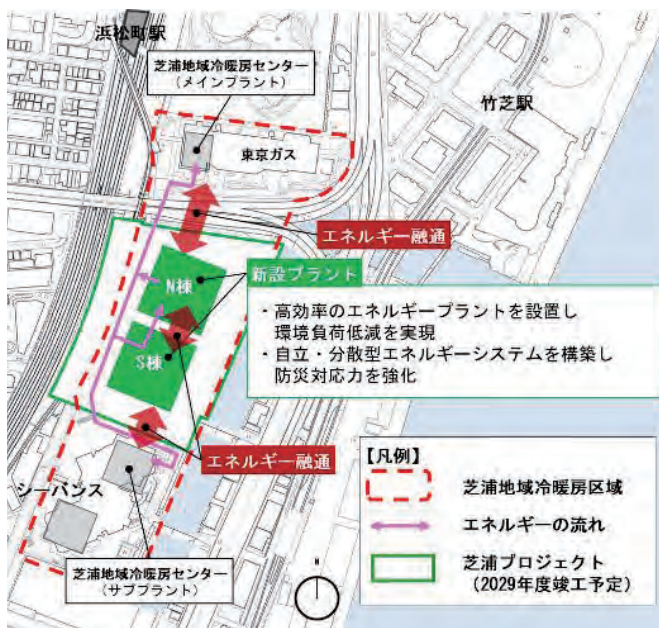 浜松町駅
芝浦地域冷暖房センター
(メインプラント)
東京ガス
竹芝駅
エネルギー融通
新設プラント
N棟
・高効率のエネルギープラントを設置し
環境負荷低減を実現
・自立・分散型エネルギーシステムを構築し
防災対応力を強化
S棟
エネルギー融通
シーバンス
芝浦地域冷暖房センター
(サブプラント)
【凡例】
芝浦地域冷暖房区域
エネルギーの流れ
芝浦プロジェクト
(2029年度竣工予定)